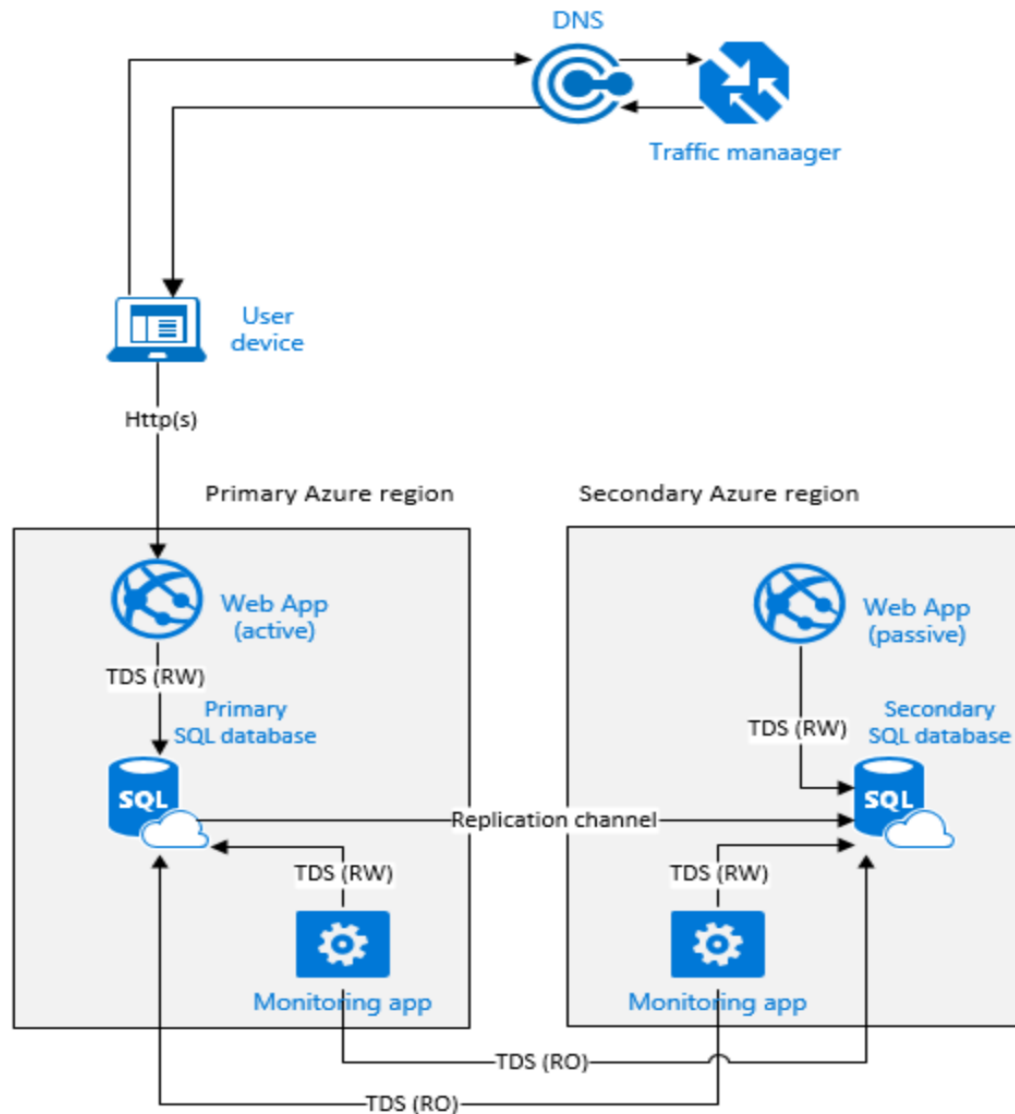 DNS
Traffic manaager
User
device
Http(s)
Primary Azure region
Secondary Azure region
Web App
(active)
Web App
(passive)
TDS (RW)
Primary
SQL database
TDS (RW)
Secondary
SQL database
SQL
SQL
Replication channel
TDS (RW)
TDS (RW)
Monitoring app
Monitoring app
TDS (RO)
TDS (RO)